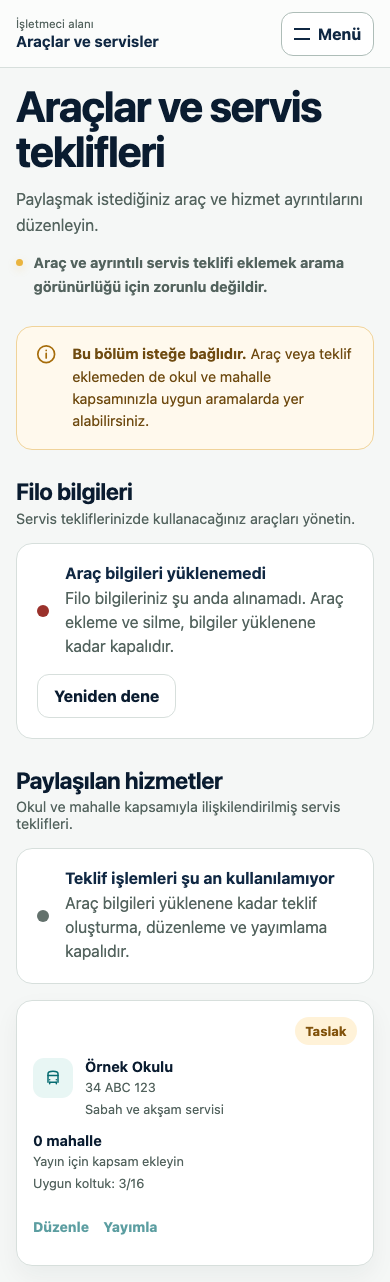 İşletmeci alanı
Araçlar ve servisler
Menü
Araçlar ve servis
teklifleri
Paylaşmak istediğiniz araç ve hizmet ayrıntılarını
düzenleyin.
Araç ve ayrıntılı servis teklifi eklemek arama
görünürlüğü için zorunlu değildir.
Bu bölüm isteğe bağlıdır. Araç veya teklif
eklemeden de okul ve mahalle
kapsamınızla uygun aramalarda yer
alabilirsiniz.
Filo bilgileri
Servis tekliflerinizde kullanacağınız araçları yönetin.
Araç bilgileri yüklenemedi
Filo bilgileriniz şu anda alınamadı. Araç
ekleme ve silme, bilgiler yüklenene
kadar kapalıdır.
Yeniden dene
Paylaşılan hizmetler
Okul ve mahalle kapsamıyla ilişkilendirilmiş servis
teklifleri.
Teklif işlemleri şu an kullanılamıyor
Araç bilgileri yüklenene kadar teklif
oluşturma, düzenleme ve yayımlama
kapalıdır.
Taslak
Örnek Okulu
34 ABC 123
Sabah ve akşam servisi
0 mahalle
Yayın için kapsam ekleyin
Uygun koltuk: 3/16
Düzenle Yayımla